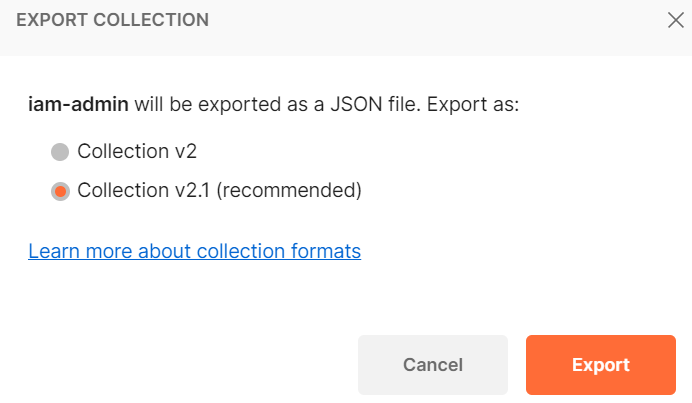 EXPORT COLLECTION
iam-admin will be exported as a JSON file. Export as:
Collection v2
Collection v2.1 (recommended)
Learn more about collection formats
Cancel
Export